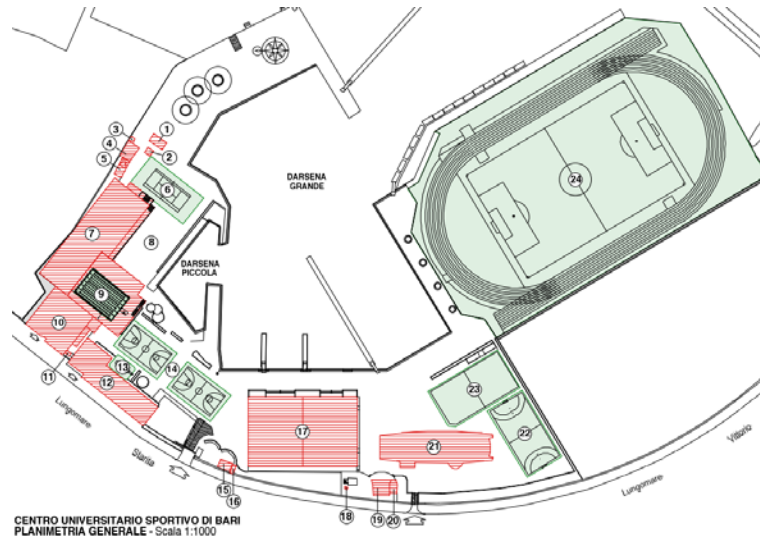 3
1
4
2
5
6
DARSENA
GRANDE
24
7
8
DARSENA
PICCOLA
9
10
11
12
13
14
23
22
17
21
Lungomare
Starita
15
16
18
19
20
Lungomare
Vittorio
CENTRO UNIVERSITARIO SPORTIVO DI BARI
PLANIMETRIA GENERALE - Scala 1:1000